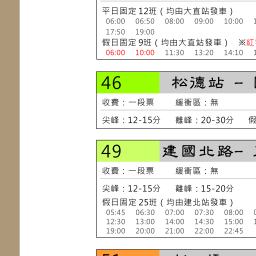 平日固定 12班 ( 均由大直站發車 )
06:00 06:50 08:00 09:00 10:00
17:50 19:00
假日固定 9班 ( 均由大直站發車 ) ※紅
06:00 10:00 11:30 13:20 14:10
46 松德站 -
收費：一段票 緩衝區：無
尖峰：12-15分 離峰：20-30分
49 建國北路-
收費：一段票 緩衝區：無
尖峰：12-15分 離峰：15-20分
假日固定 25班 ( 均由建北站發車 )
05:45 06:30 07:00 07:30 08:00
12:30 13:00 14:00 14:30 15:00
19:00 20:00 21:00 22:00 22:45